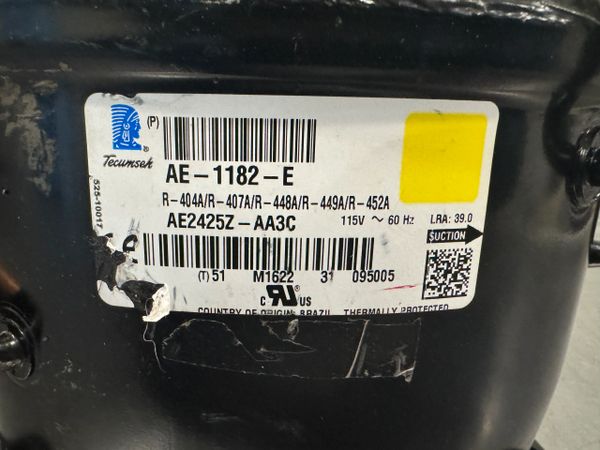 (P)
Tecumseh
AE-1182-E
R-404A/R-407A/R-448A/R-449A/R-452A
AE2425Z-AA3C 115V ~ 60 Hz LRA: 39.0
SUCTION
(T) 51 M1622 31 095005
c RU US
COUNTRY OF ORIGIN: BRAZIL THERMALLY PROTECTED